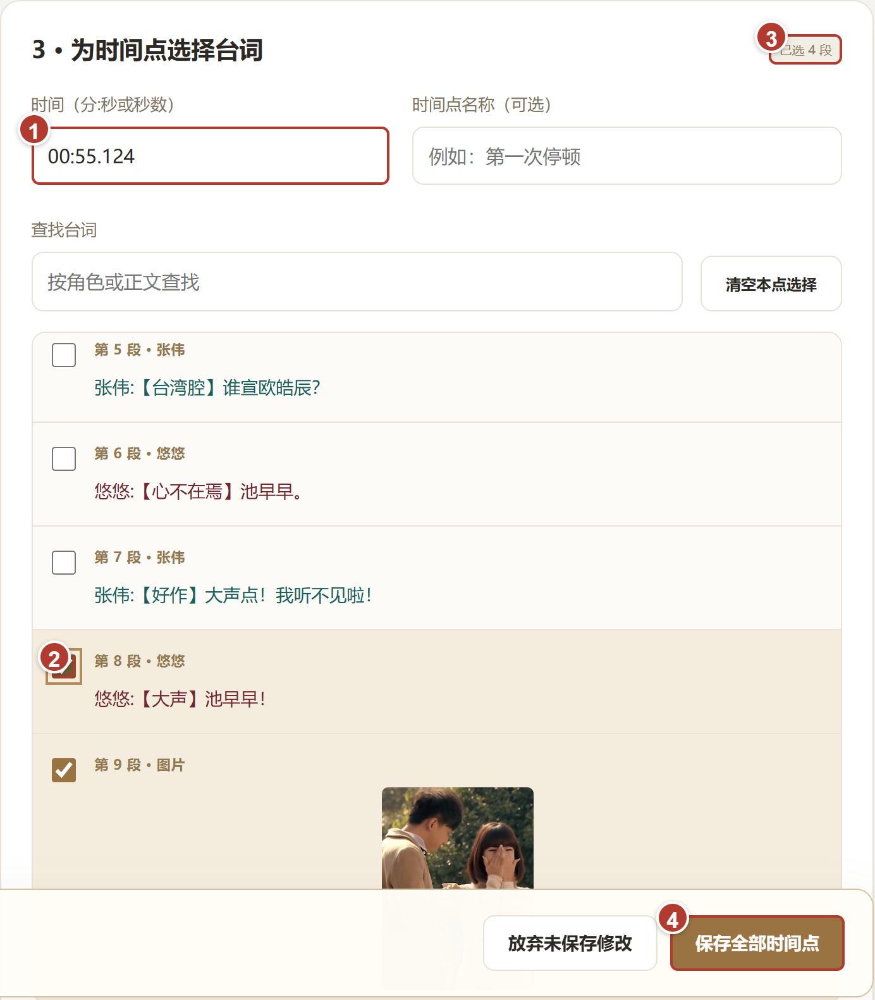 3 • 为时间点选择台词
3
已选 4 段
时间（分:秒或秒数）
时间点名称（可选）
1
00:55.124
例如：第一次停顿
查找台词
按角色或正文查找
清空本点选择
第 5 段 • 张伟
张伟:【台湾腔】谁宣欧皓辰？
第 6 段 • 悠悠
悠悠:【心不在焉】池早早。
第 7 段 • 张伟
张伟:【好作】大声点！我听不见啦！
2
第 8 段 • 悠悠
悠悠:【大声】池早早！
第 9 段 • 图片
放弃未保存修改
4
保存全部时间点